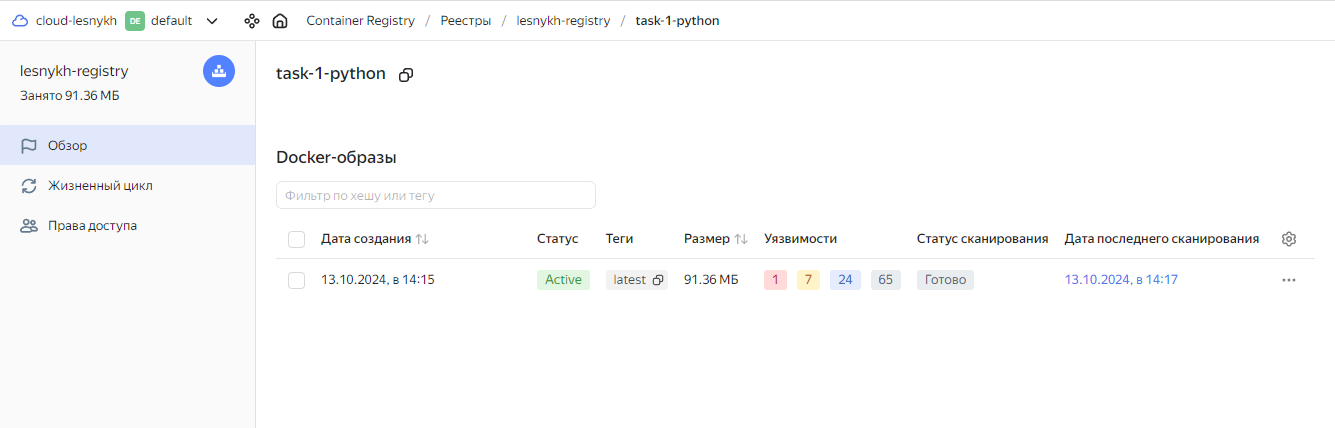 cloud-lesnykh DE default Container Registry / Реестры / lesnykh-registry / task-1-python
lesnykh-registry
Занято 91.36 МБ
Обзор
Жизненный цикл
Права доступа
task-1-python
Docker-образы
Фильтр по хешу или тегу
Дата создания Статус Теги Размер Уязвимости Статус сканирования Дата последнего сканирования
13.10.2024, в 14:15 Active latest 91.36 МБ 1 7 24 65 Готово 13.10.2024, в 14:17